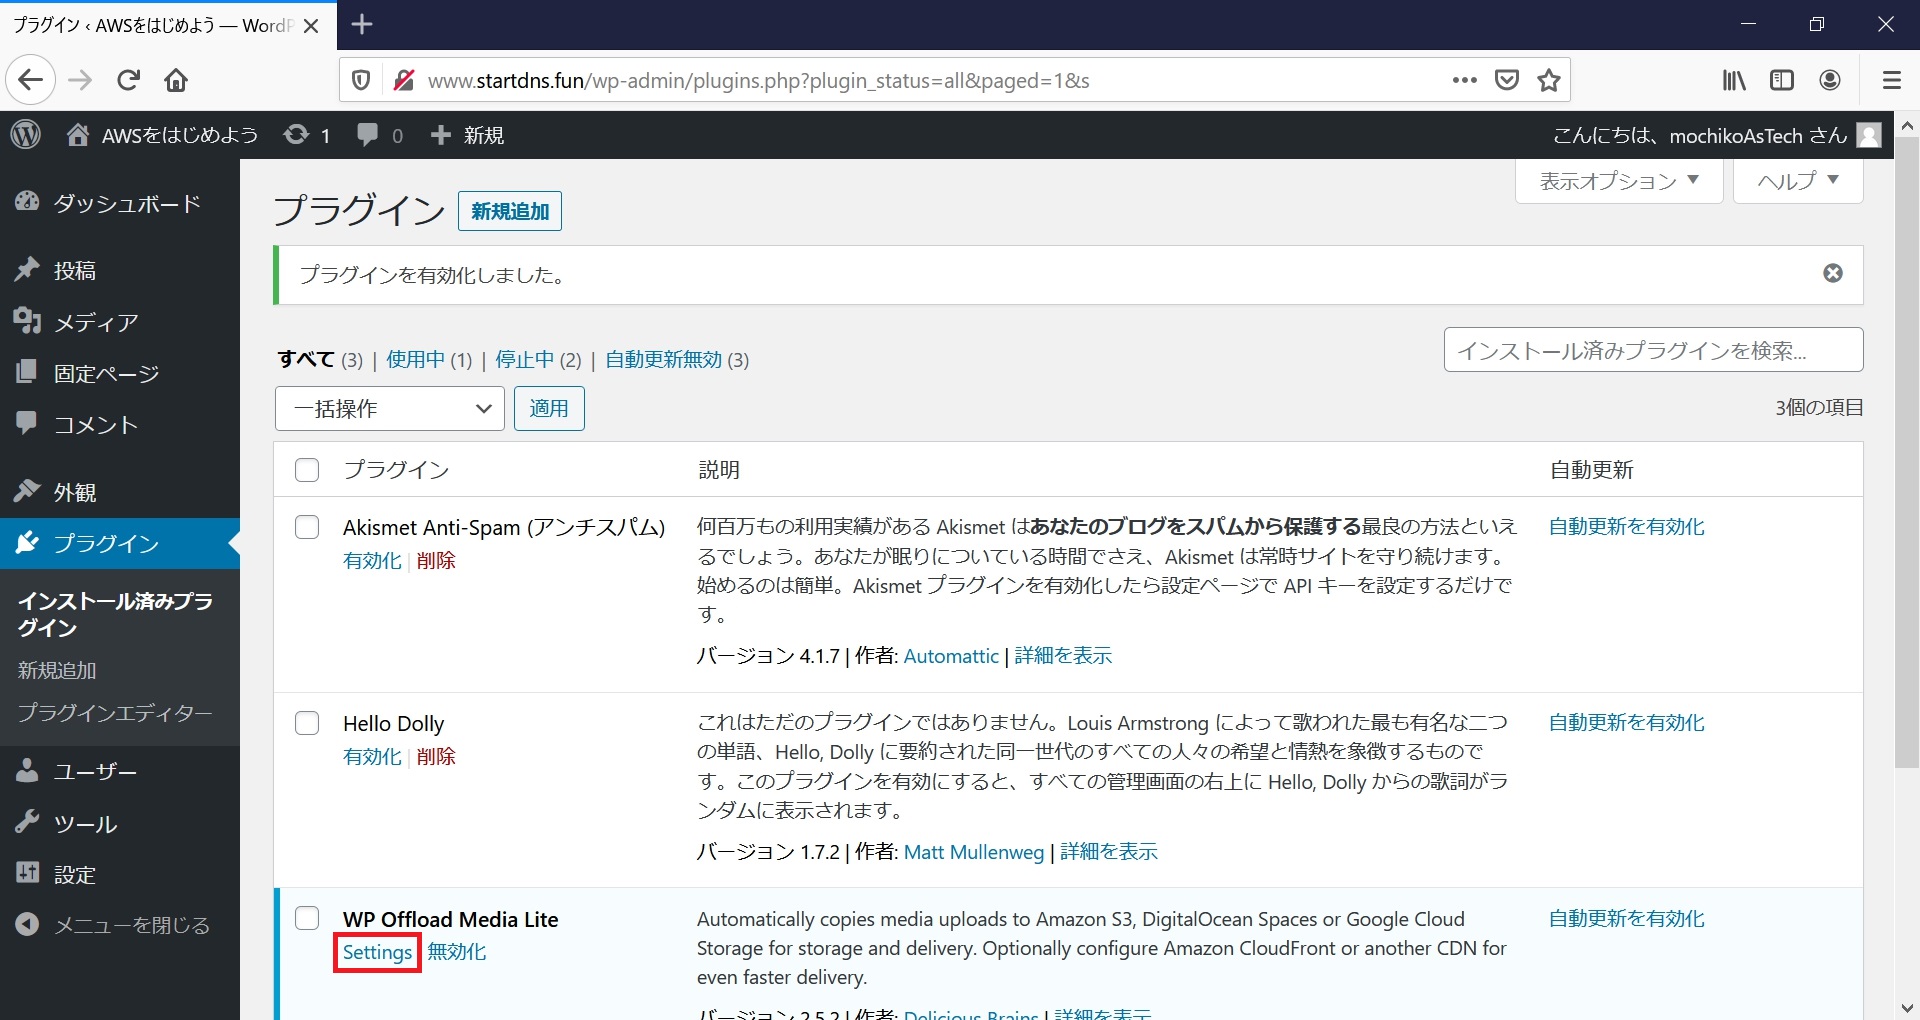 プラグイン ‹ AWSをはじめよう — WordP
www.startdns.fun/wp-admin/plugins.php?plugin_status=all&paged=1&s
AWSをはじめよう 1 0 新規
こんにちは、mochikoAsTech さん
ダッシュボード
投稿
メディア
固定ページ
コメント
外観
プラグイン
インストール済みプラ
グイン
新規追加
プラグインエディター
ユーザー
ツール
設定
メニューを閉じる
表示オプション ▼
ヘルプ ▼
プラグイン 新規追加
プラグインを有効化しました。
すべて (3) | 使用中 (1) | 停止中 (2) | 自動更新無効 (3)
インストール済みプラグインを検索...
一括操作 適用
3個の項目
プラグイン 説明 自動更新
Akismet Anti-Spam (アンチスパム)
有効化 | 削除
何百万もの利用実績がある Akismet はあなたのブログをスパムから保護する最良の方法といえ
るでしょう。あなたが眠りについている時間でさえ、Akismet は常時サイトを守り続けます。
始めるのは簡単。Akismet プラグインを有効化したら設定ページで API キーを設定するだけで
す。
バージョン 4.1.7 | 作者: Automattic | 詳細を表示
自動更新を有効化
Hello Dolly
有効化 | 削除
これはただのプラグインではありません。Louis Armstrong によって歌われた最も有名な二つ
の単語、Hello, Dolly に要約された同一世代のすべての人々の希望と情熱を象徴するもので
す。このプラグインを有効にすると、すべての管理画面の右上に Hello, Dolly からの歌詞がラ
ンダムに表示されます。
バージョン 1.7.2 | 作者: Matt Mullenweg | 詳細を表示
自動更新を有効化
WP Offload Media Lite
Settings 無効化
Automatically copies media uploads to Amazon S3, DigitalOcean Spaces or Google Cloud
Storage for storage and delivery. Optionally configure Amazon CloudFront or another CDN for
even faster delivery.
バージョン 2.5.2 | 作者: Delicious Brains | 詳細を表示
自動更新を有効化